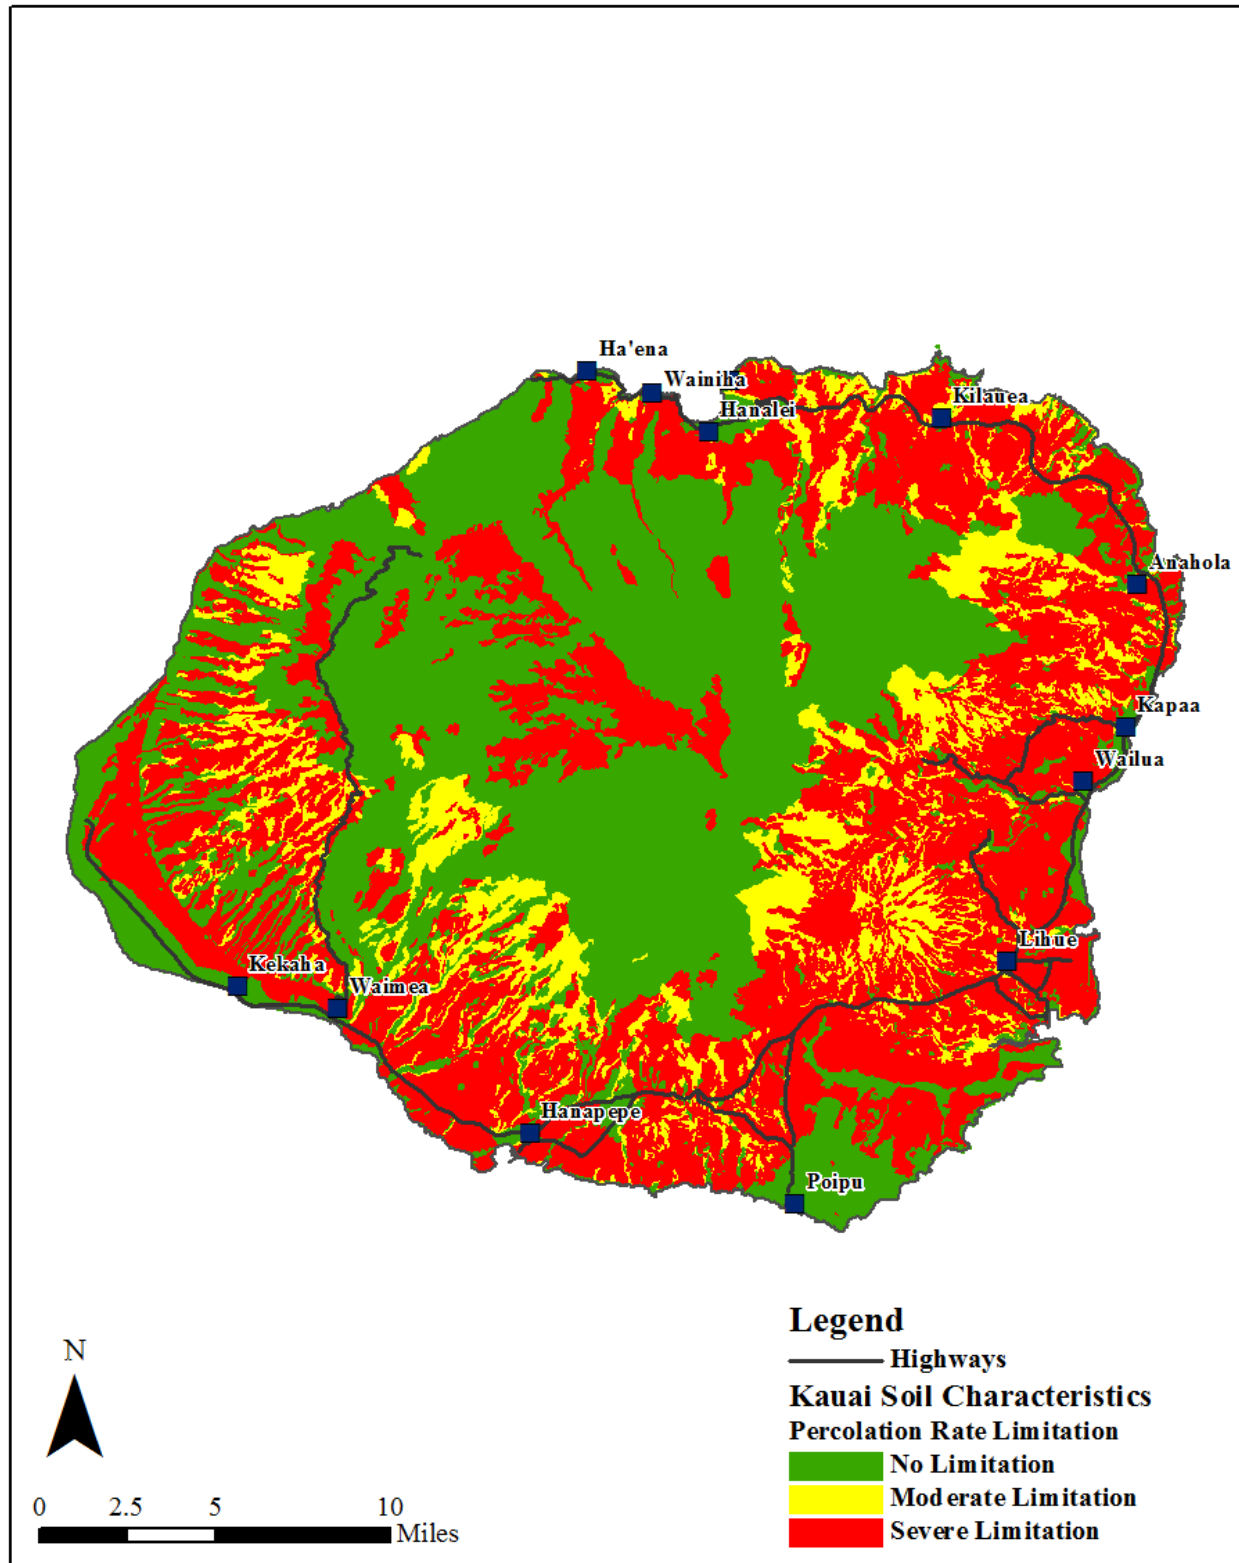 Ha'ena
Wainiha
Hanalei
Kilauea
Anahola
Kapaa
Wailua
Lihue
Kekaha
Waimea
Hanapepe
Poipu
Legend
Highways
Kauai Soil Characteristics
Percolation Rate Limitation
No Limitation
Moderate Limitation
Severe Limitation
N
0 2.5 5 10
Miles